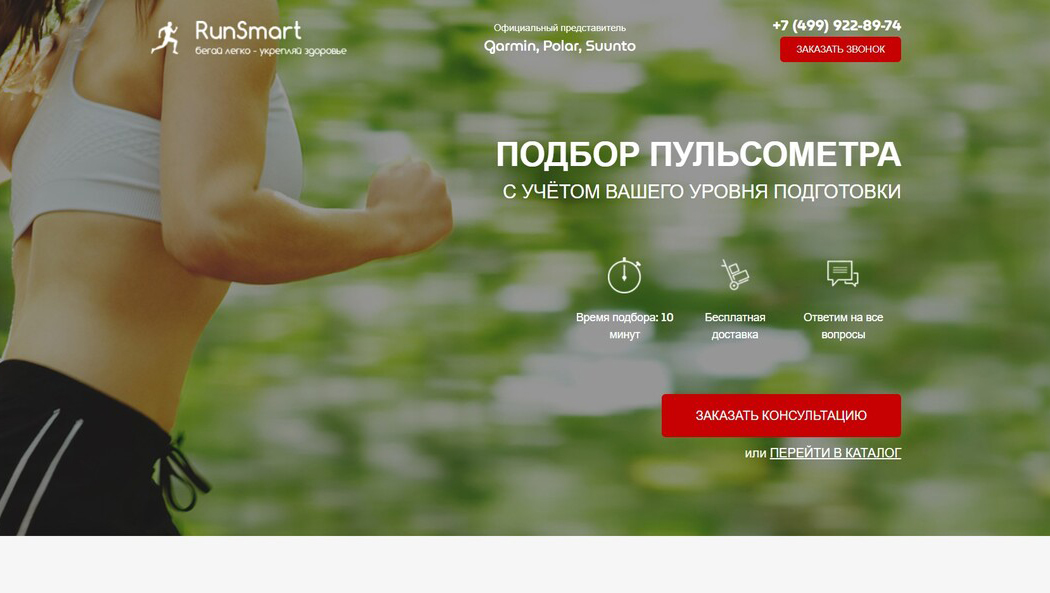 RunSmart
бегай легко - укрепляй здоровье
Официальный представитель
Garmin, Polar, Suunto
+7 (499) 922-89-74
ЗАКАЗАТЬ ЗВОНОК
ПОДБОР ПУЛЬСОМЕТРА
С УЧЁТОМ ВАШЕГО УРОВНЯ ПОДГОТОВКИ
Время подбора: 10
минут
Бесплатная
доставка
Ответим на все
вопросы
ЗАКАЗАТЬ КОНСУЛЬТАЦИЮ
или ПЕРЕЙТИ В КАТАЛОГ